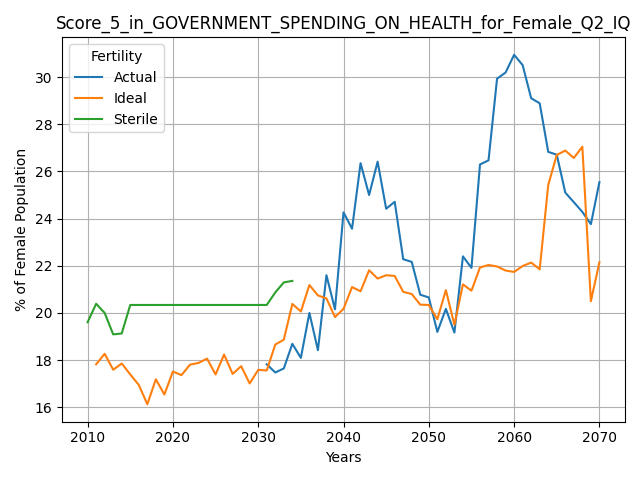 Score_5_in_GOVERNMENT_SPENDING_ON_HEALTH_for_Female_Q2_IQ
Fertility
Actual
Ideal
Sterile
% of Female Population
30
28
26
24
22
20
18
16
2010 2020 2030 2040 2050 2060 2070
Years